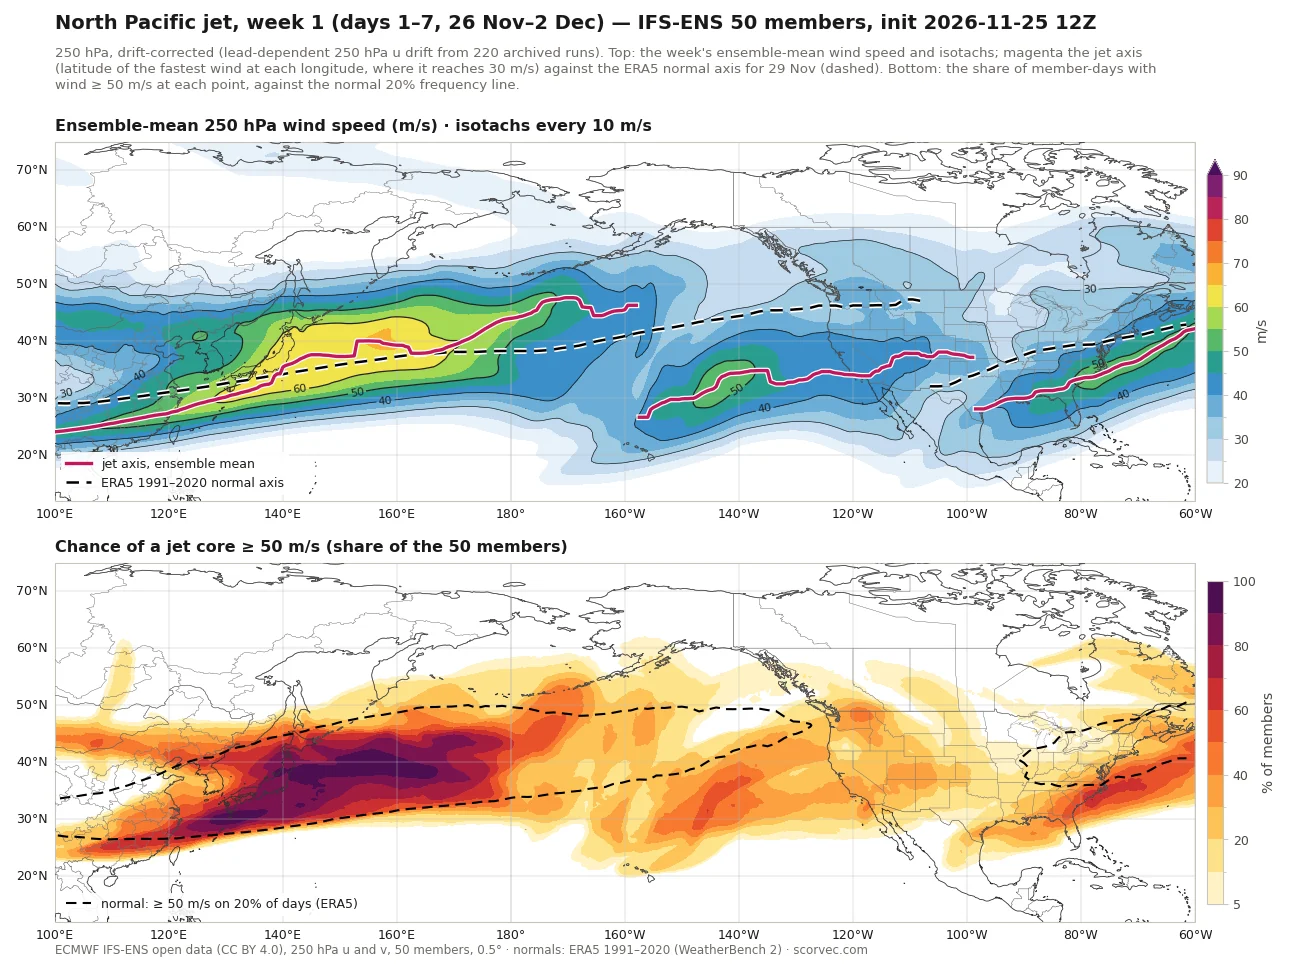 North Pacific jet, week 1 (days 1–7, 26 Nov–2 Dec) — IFS-ENS 50 members, init 2026-11-25 12Z
250 hPa, drift-corrected (lead-dependent 250 hPa u drift from 220 archived runs). Top: the week's ensemble-mean wind speed and isotachs; magenta the jet axis
(latitude of the fastest wind at each longitude, where it reaches 30 m/s) against the ERA5 normal axis for 29 Nov (dashed). Bottom: the share of member-days with
wind ≥ 50 m/s at each point, against the normal 20% frequency line.
Ensemble-mean 250 hPa wind speed (m/s) · isotachs every 10 m/s
70°N
60°N
50°N
40°N
30°N
20°N
30
40
30
60
50
40
50
40
30
50
40
jet axis, ensemble mean
ERA5 1991–2020 normal axis
100°E 120°E 140°E 160°E 180° 160°W 140°W 120°W 100°W 80°W 60°W
90
80
70
60
50
40
30
20
m/s
Chance of a jet core ≥ 50 m/s (share of the 50 members)
70°N
60°N
50°N
40°N
30°N
20°N
normal: ≥ 50 m/s on 20% of days (ERA5)
100°E 120°E 140°E 160°E 180° 160°W 140°W 120°W 100°W 80°W 60°W
100
80
60
40
20
5
% of members
ECMWF IFS-ENS open data (CC BY 4.0), 250 hPa u and v, 50 members, 0.5° · normals: ERA5 1991–2020 (WeatherBench 2) · scorvec.com